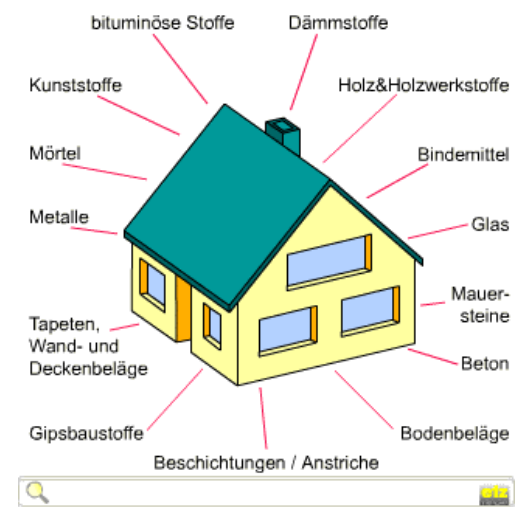 bituminöse Stoffe
Dämmstoffe
Kunststoffe
Holz&Holzwerkstoffe
Mörtel
Bindemittel
Metalle
Glas
Mauer-
steine
Tapeten,
Wand- und
Deckenbeläge
Beton
Gipsbaustoffe
Bodenbeläge
Beschichtungen / Anstriche